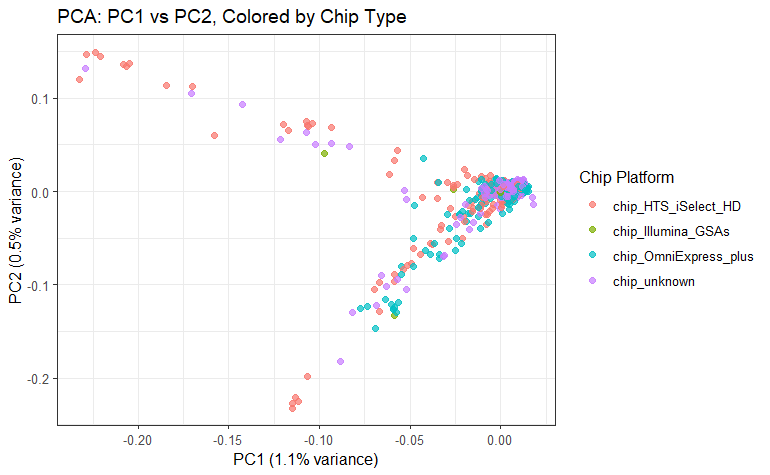 PCA: PC1 vs PC2, Colored by Chip Type
PC2 (0.5% variance)
0.1
0.0
-0.1
-0.2
-0.20
-0.15
-0.10
-0.05
0.00
PC1 (1.1% variance)
Chip Platform
chip_HTS_iSelect_HD
chip_Illumina_GSAs
chip_OmniExpress_plus
chip_unknown